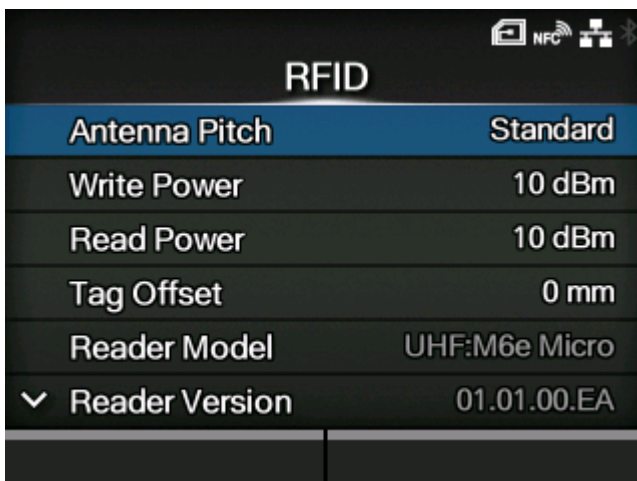 NFC
RFID
Antenna Pitch Standard
Write Power 10 dBm
Read Power 10 dBm
Tag Offset 0 mm
Reader Model UHF:M6e Micro
Reader Version 01.01.00.EA